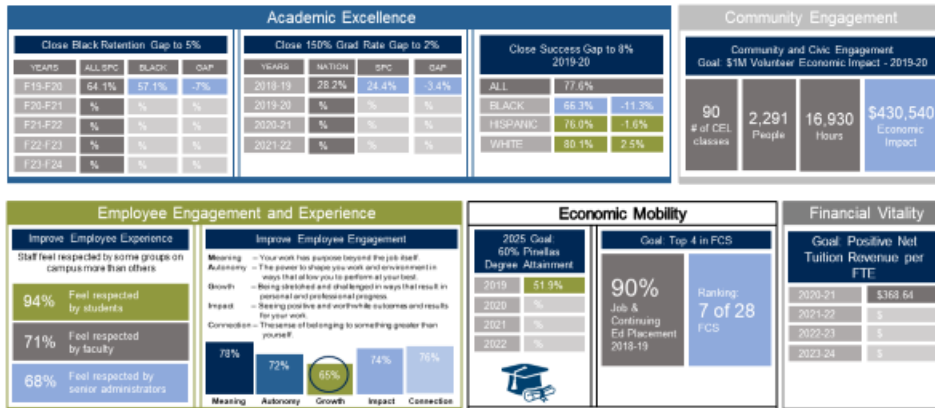 Academic Excellence
Close Black Retention Gap to 5%
YEARS ALL SPC BLACK GAP
F19-F20 64.1% 57.1% -7%
F20-F21 % % %
F21-F22 % % %
F22-F23 % % %
F23-F24 % % %
Close 150% Grad Rate Gap to 2%
YEARS NATION SPC GAP
2018-19 28.2% 24.4% -3.4%
2019-20 % % %
2020-21 % % %
2021-22 % % %
Close Success Gap to 8%
2019-20
ALL 77.6%
BLACK 66.3% -11.3%
HISPANIC 76.0% -1.6%
WHITE 80.1% 2.5%
Community Engagement
Community and Civic Engagement
Goal: $1M Volunteer Economic Impact - 2019-20
90
# of CEL
classes
2,291
People
16,930
Hours
$430,540
Economic
Impact
Employee Engagement and Experience
Improve Employee Experience
Staff feel respected by some groups on
campus more than others
94% Feel respected
by students
71% Feel respected
by faculty
68% Feel respected by
senior administrators
Improve Employee Engagement
Meaning – Your work has purpose beyond the job itself.
Autonomy – The power to shape you work and environment in
ways that allow you to perform at your best.
Growth – Being stretched and challenged in ways that result in
personal and professional progress.
Impact – Seeing positive and worthwhile outcomes and results
for your work.
Connection – The sense of belonging to something greater than
yourself.
78% 72% 65% 74% 76%
Meaning Autonomy Growth Impact Connection
Economic Mobility
2025 Goal:
60% Pinellas
Degree Attainment
2019 51.9%
2020 %
2021 %
2022 %
Goal: Top 4 in FCS
90%
Job &
Continuing
Ed Placement
2018-19
Ranking:
7 of 28
FCS
Financial Vitality
Goal: Positive Net
Tuition Revenue per
FTE
2020-21 $368.64
2021-22 $
2022-23 $
2023-24 $